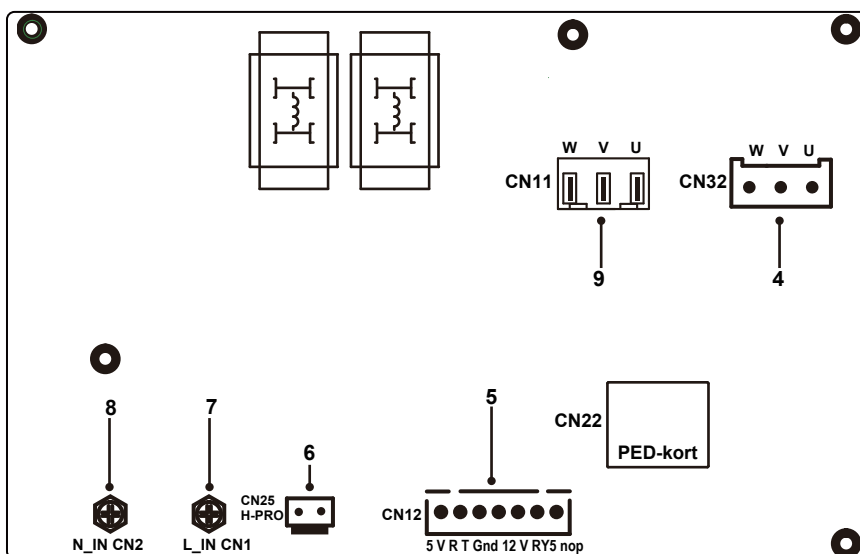 W V U
CN11
9
W V U
CN32
4
CN22
PED-kort
8
N_IN CN2
7
L_IN CN1
6
CN25
H-PRO
5
CN12
5 V R T Gnd 12 V RY5 nop